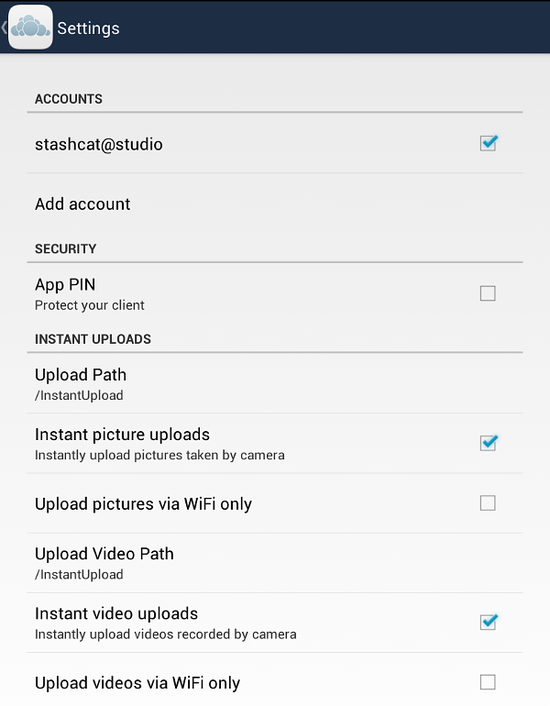 Settings
ACCOUNTS
stashcat@studio
Add account
SECURITY
App PIN
Protect your client
INSTANT UPLOADS
Upload Path
/InstantUpload
Instant picture uploads
Instantly upload pictures taken by camera
Upload pictures via WiFi only
Upload Video Path
/InstantUpload
Instant video uploads
Instantly upload videos recorded by camera
Upload videos via WiFi only